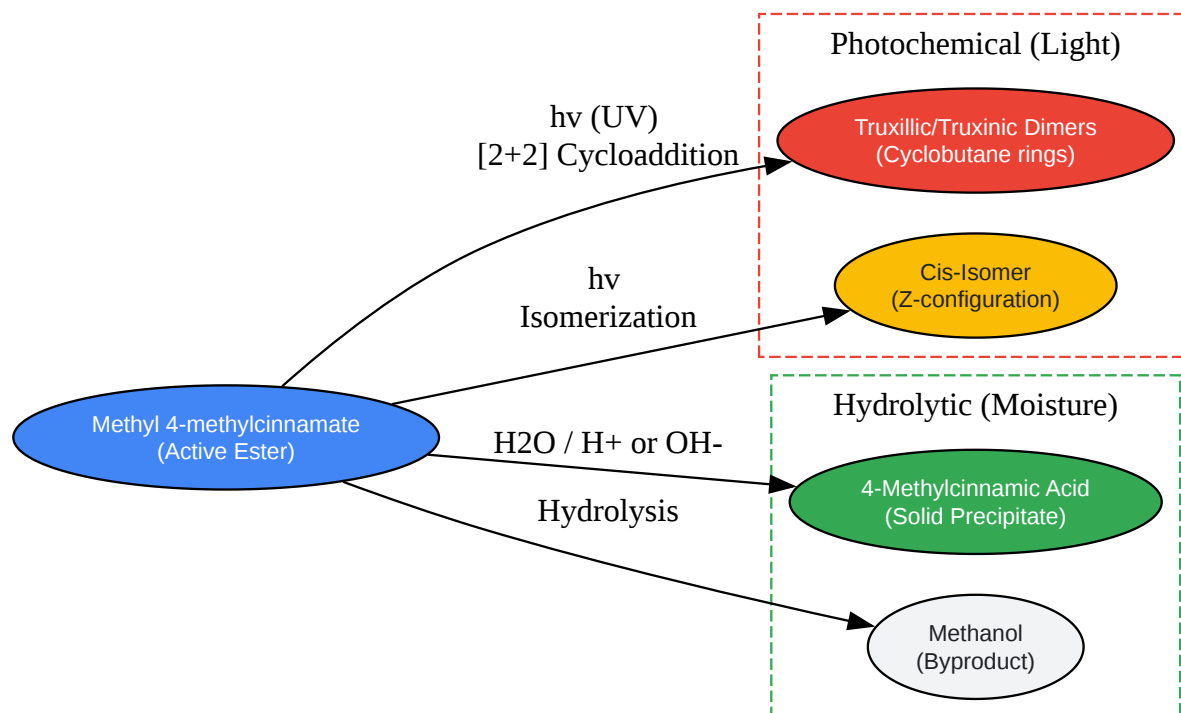 Photochemical (Light)
hv (UV)
[2+2] Cycloaddition
Truxillic/Truxinic Dimers
(Cyclobutane rings)
hv
Isomerization
Cis-Isomer
(Z-configuration)
Methyl 4-methylcinnamate
(Active Ester)
Hydrolytic (Moisture)
H2O / H+ or OH-
4-Methylcinnamic Acid
(Solid Precipitate)
Hydrolysis
Methanol
(Byproduct)